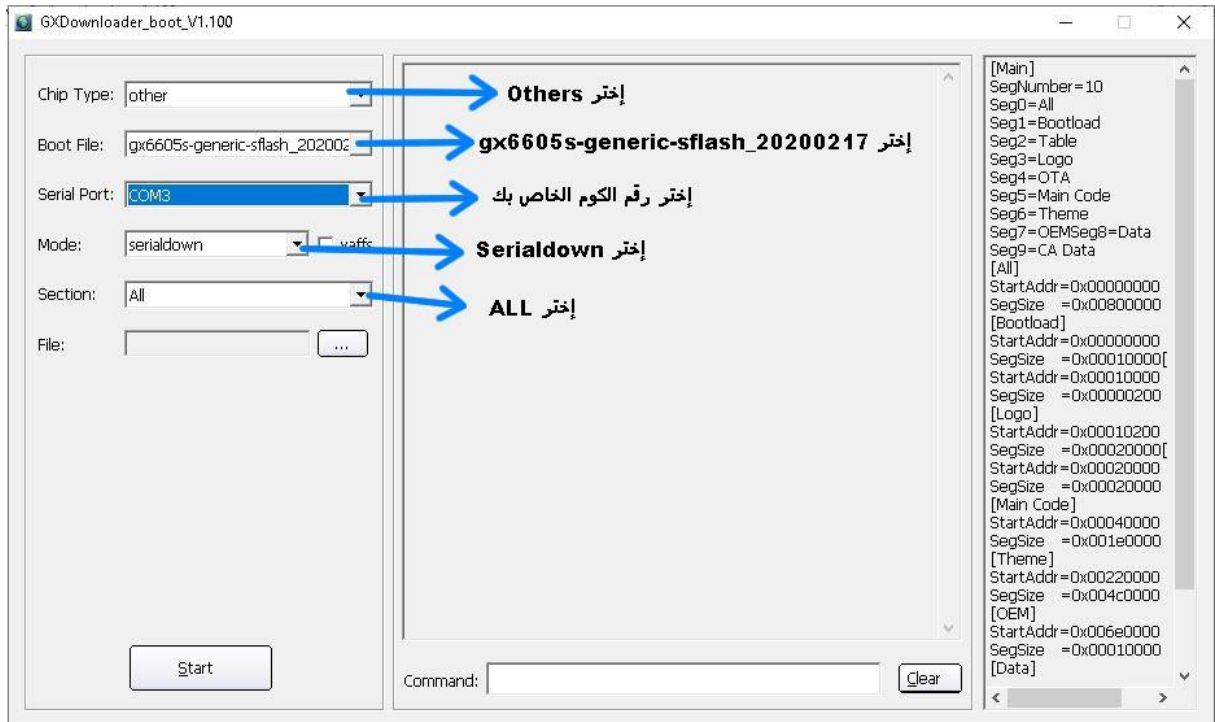 GXDownloader_boot_V1.100
Chip Type:
other
إختر Others
Boot File:
gx6605s-generic-sflash_20200
إختر gx6605s-generic-sflash_20200217
Serial Port:
COM3
إختر رقم الكوم الخاص بك
Mode:
serialdown
yaffs
إختر Serialdown
Section:
All
إختر ALL
File:
...
Start
Command:
Clear
[Main]
SegNumber=10
Seg0=All
Seg1=Bootload
Seg2=Table
Seg3=Logo
Seg4=OTA
Seg5=Main Code
Seg6=Theme
Seg7=OEMSeg8=Data
Seg9=CA Data
[All]
StartAddr=0x00000000
SegSize =0x00800000
[Bootload]
StartAddr=0x00000000
SegSize =0x00010000[
StartAddr=0x00010000
SegSize =0x00000200
[Logo]
StartAddr=0x00010200
SegSize =0x00020000[
StartAddr=0x00020000
SegSize =0x00020000
[Main Code]
StartAddr=0x00040000
SegSize =0x001e0000
[Theme]
StartAddr=0x00220000
SegSize =0x004c0000
[OEM]
StartAddr=0x006e0000
SegSize =0x00010000
[Data]